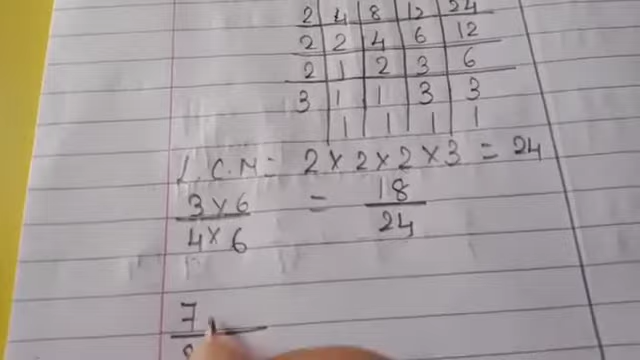 2 4 8 12 24
2 2 4 6 12
2 1 2 3 6
3 1 1 3 3
1 1 1 1
L.C.M = 2 × 2 × 2 × 3 = 24
3×6 = 18
4×6 24
7